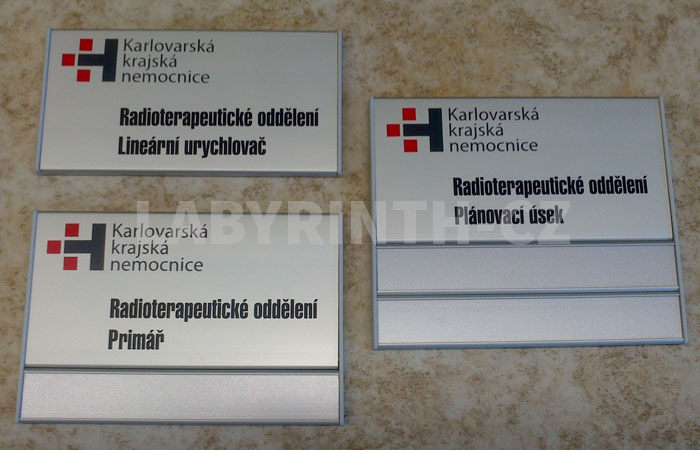 Karlovarská
krajská
nemocnice
Radioterapeutické oddělení
Lineární urychlovač
Karlovarská
krajská
nemocnice
Radioterapeutické oddělení
Plánovací úsek
LABYRINTH-CZ
Karlovarská
krajská
nemocnice
Radioterapeutické oddělení
Primář